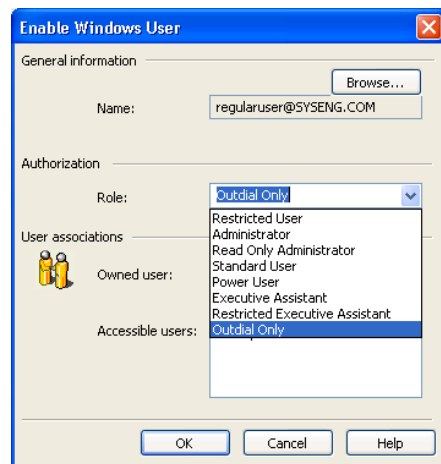 Enable Windows User
General information
Browse...
Name: regularuser@SYSENG.COM
Authorization
Role: Outdial Only
Restricted User
Administrator
Read Only Administrator
Standard User
Power User
Executive Assistant
Restricted Executive Assistant
Outdial Only
User associations
Owned user:
Accessible users:
OK Cancel Help